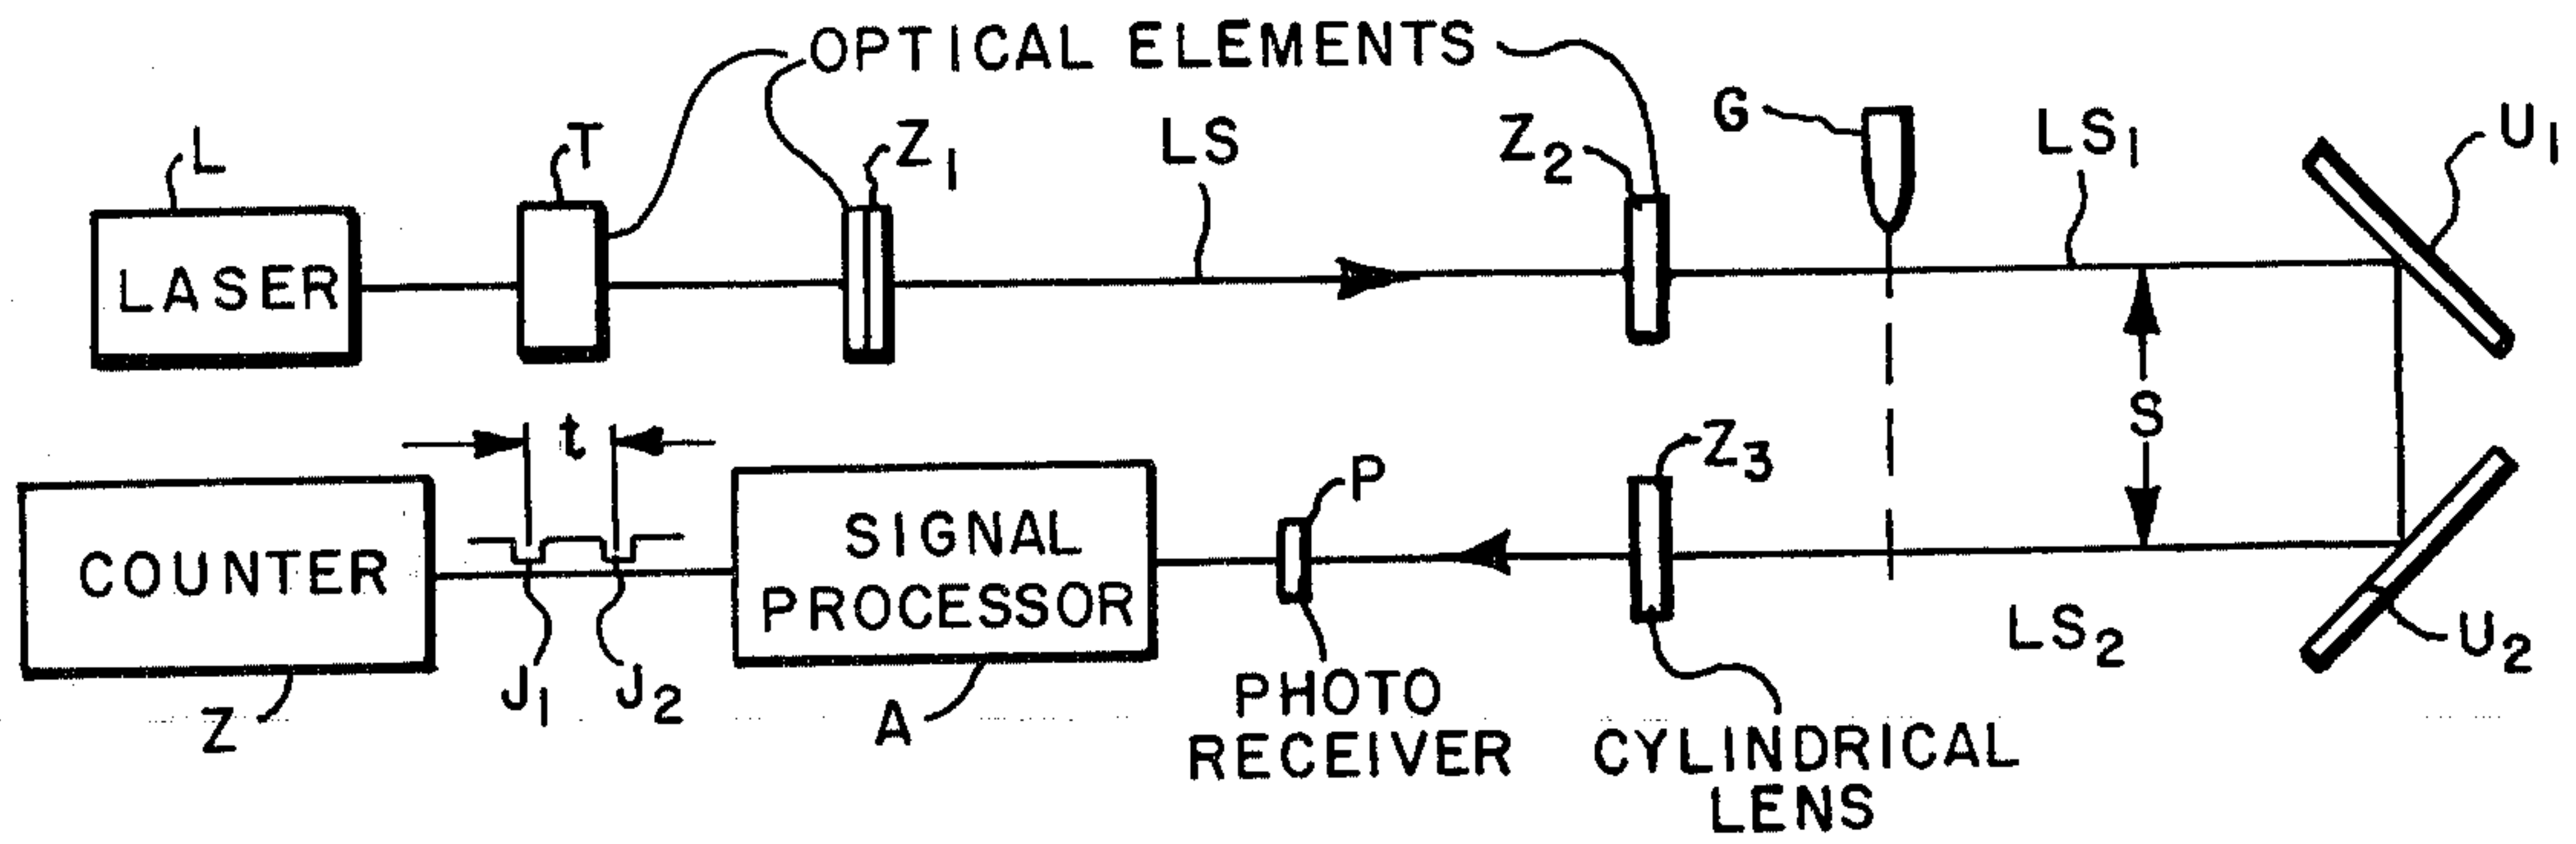 OPTICAL ELEMENTS
L
T
Z1
LS
Z2
G
LS1
U1
LASER
t
S
COUNTER
SIGNAL
PROCESSOR
P
Z3
LS2
U2
Z
J1
J2
A
PHOTO
RECEIVER
CYLINDRICAL
LENS